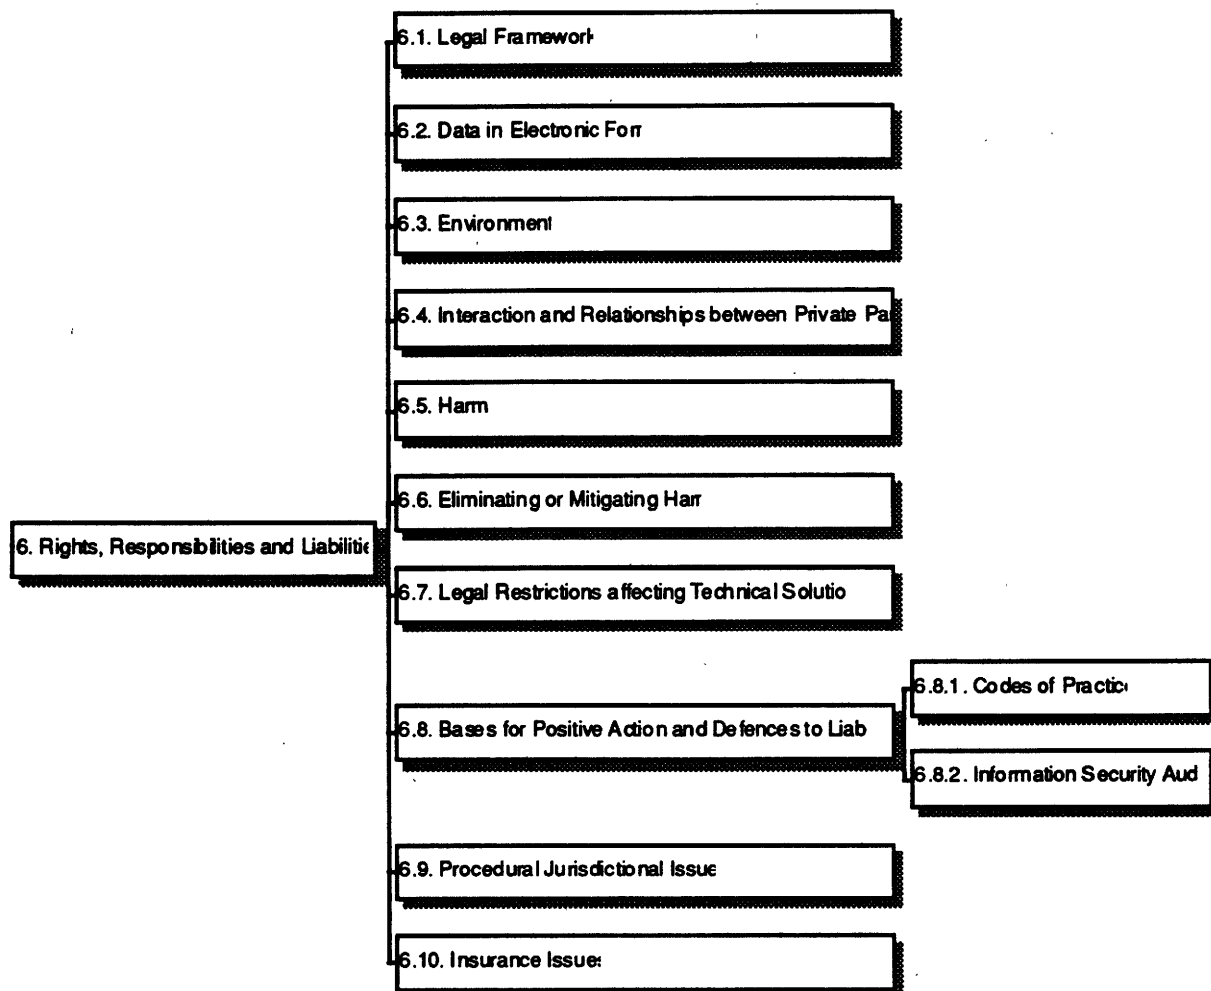 6.1. Legal Framework
6.2. Data in Electronic For
6.3. Environment
6.4. Interaction and Relationships between Private Pa
6.5. Harm
6.6. Eliminating or Mitigating Har
6. Rights, Responsibilities and Liabilitie
6.7. Legal Restrictions affecting Technical Solutio
6.8.1. Codes of Practic
6.8. Bases for Positive Action and Defences to Liab
6.8.2. Information Security Aud
6.9. Procedural Jurisdictional Issue
6.10. Insurance Issues